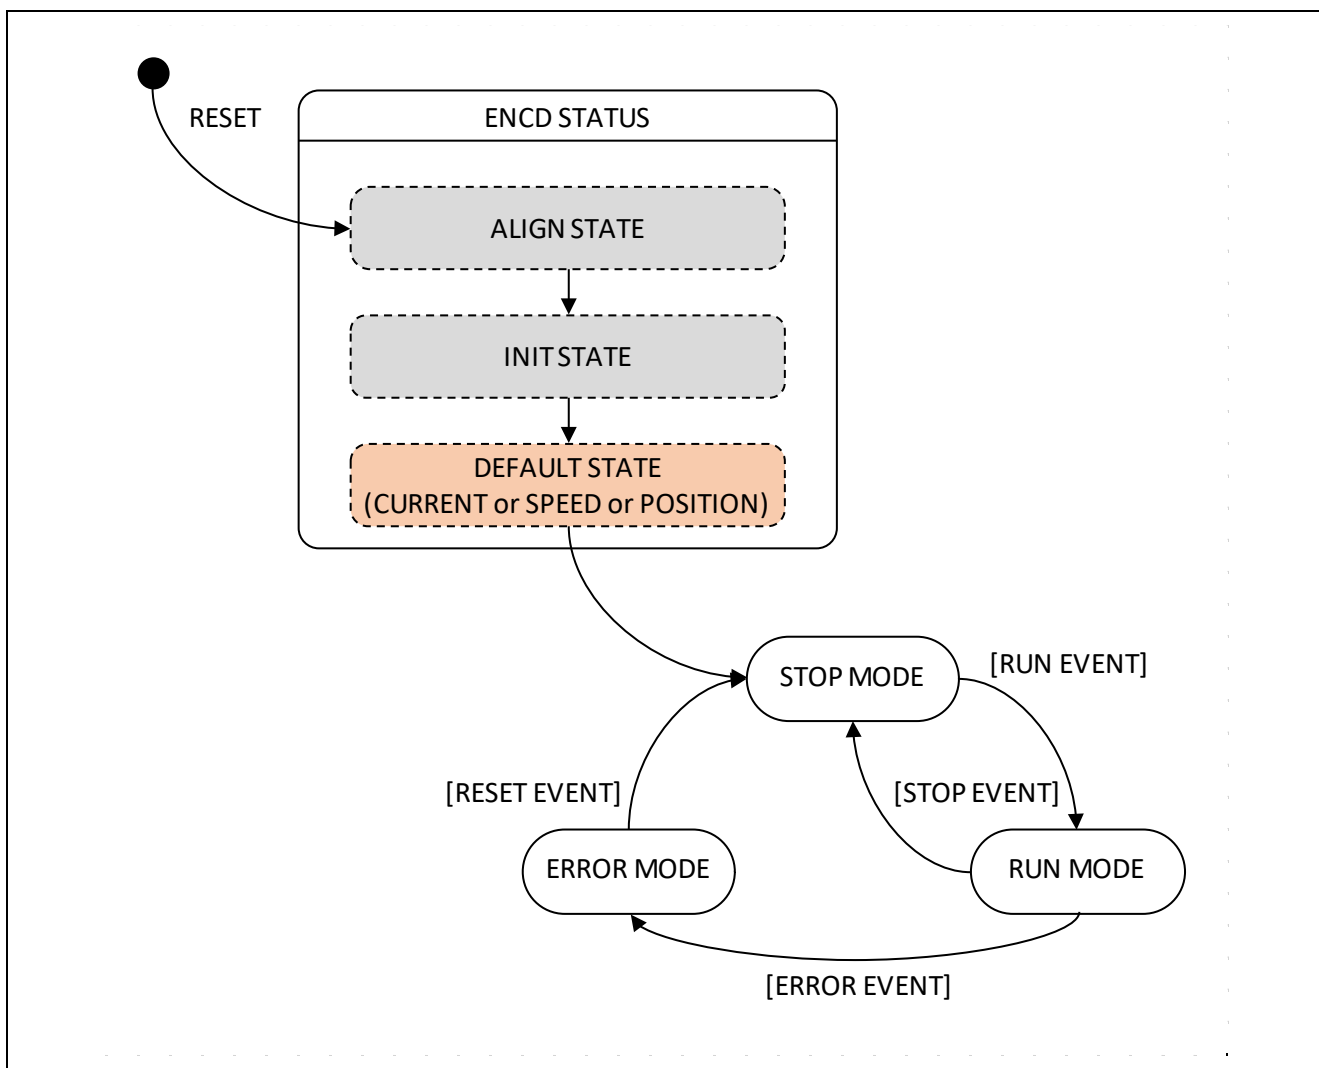 RESET
ENCD STATUS
ALIGN STATE
INIT STATE
DEFAULT STATE
(CURRENT or SPEED or POSITION)
STOP MODE
[RUN EVENT]
[RESET EVENT]
[STOP EVENT]
ERROR MODE
RUN MODE
[ERROR EVENT]